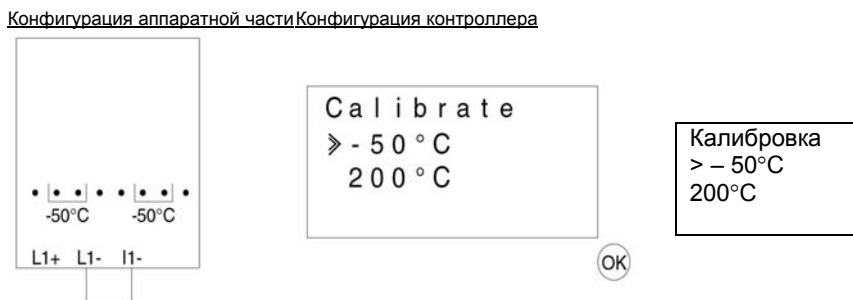 Конфигурация аппаратной части Конфигурация контроллера
Calibrate
-50°C
200°C
OK
-50°C -50°C
L1+ L1- I1-
Калибровка
> – 50°C
200°C